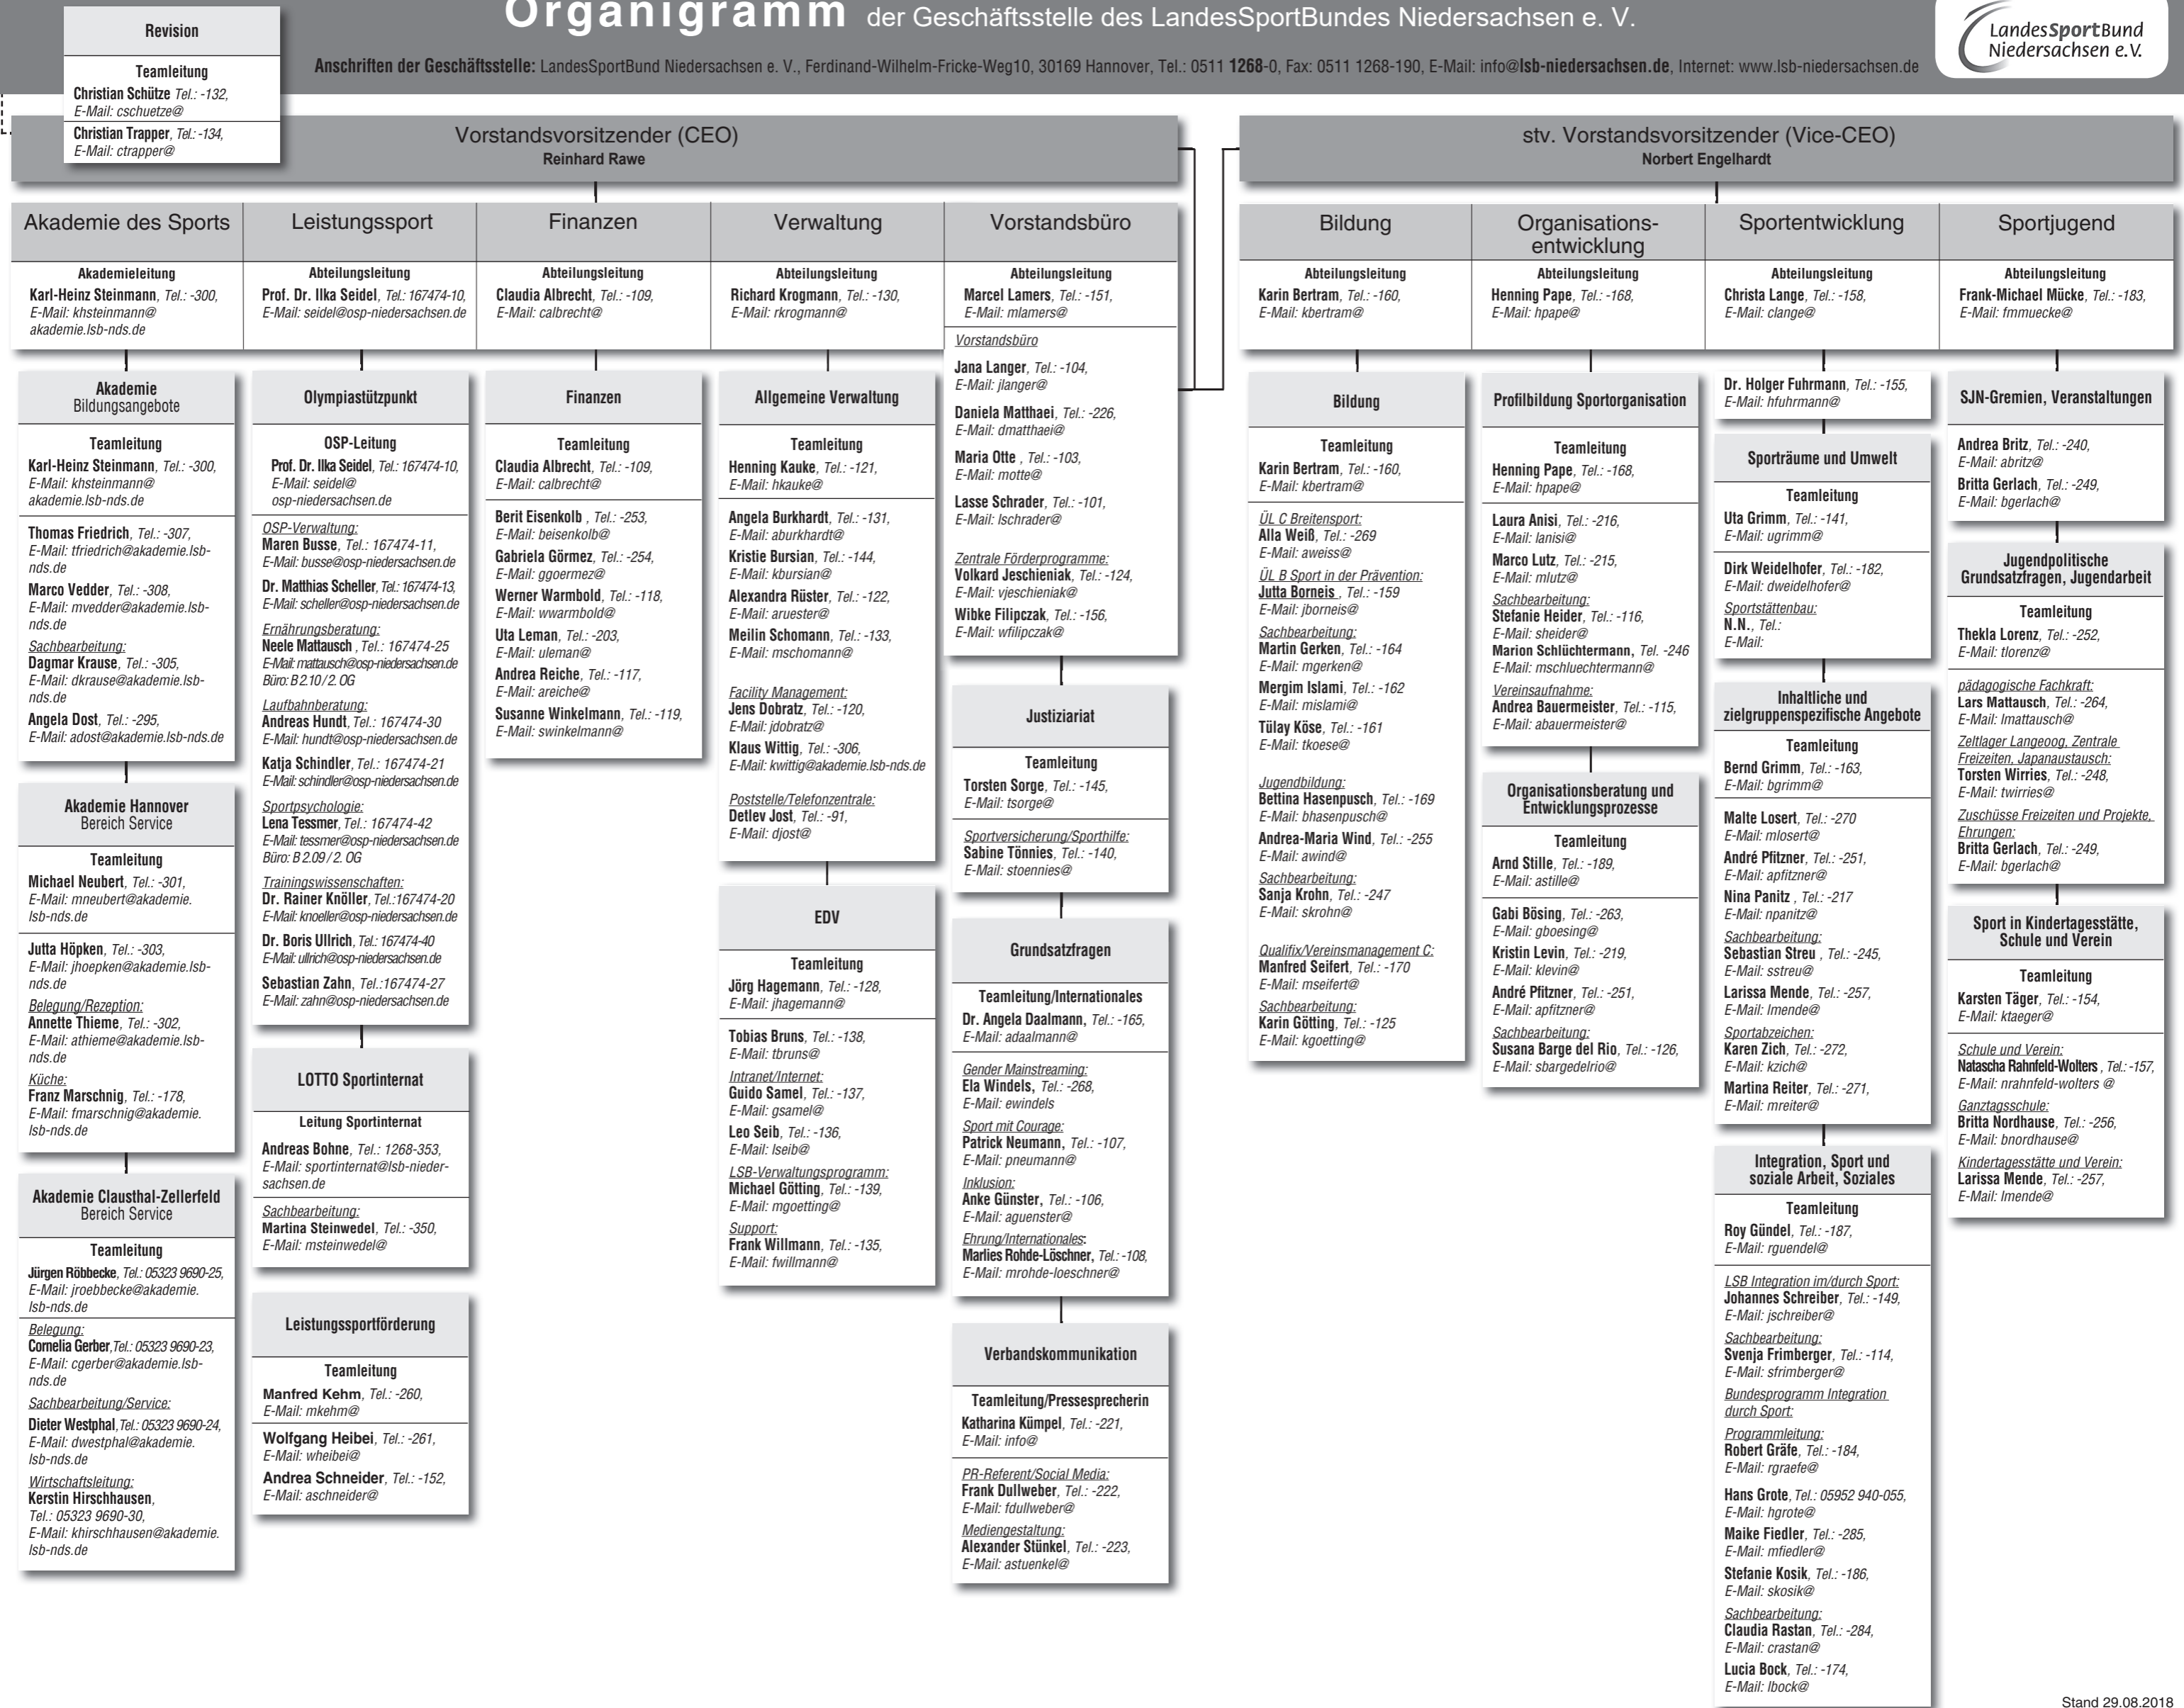 Organigramm der Geschäftsstelle des LandesSportBundes Niedersachsen e. V.
Anschriften der Geschäftsstelle: LandesSportBund Niedersachsen e. V., Ferdinand-Wilhelm-Fricke-Weg10, 30169 Hannover, Tel.: 0511 1268-0, Fax: 0511 1268-190, E-Mail: info@lsb-niedersachsen.de, Internet: www.lsb-niedersachsen.de
LandesSportBund
Niedersachsen e.V.
Revision
Teamleitung
Christian Schütze Tel.: -132,
E-Mail: cschuetze@
Christian Trapper, Tel.: -134,
E-Mail: ctrapper@
Vorstandsvorsitzender (CEO)
Reinhard Rawe
stv. Vorstandsvorsitzender (Vice-CEO)
Norbert Engelhardt
Akademie des Sports
Akademieleitung
Karl-Heinz Steinmann, Tel.: -300,
E-Mail: khsteinmann@
akademie.lsb-nds.de
Akademie
Bildungsangebote
Teamleitung
Karl-Heinz Steinmann, Tel.: -300,
E-Mail: khsteinmann@
akademie.lsb-nds.de
Thomas Friedrich, Tel.: -307,
E-Mail: tfriedrich@akademie.lsb-
nds.de
Marco Vedder, Tel.: -308,
E-Mail: mvedder@akademie.lsb-
nds.de
Sachbearbeitung:
Dagmar Krause, Tel.: -305,
E-Mail: dkrause@akademie.lsb-
nds.de
Angela Dost, Tel.: -295,
E-Mail: adost@akademie.lsb-nds.de
Akademie Hannover
Bereich Service
Teamleitung
Michael Neubert, Tel.: -301,
E-Mail: mneubert@akademie.
lsb-nds.de
Jutta Höpken, Tel.: -303,
E-Mail: jhoepken@akademie.lsb-
nds.de
Belegung/Rezeption:
Annette Thieme, Tel.: -302,
E-Mail: athieme@akademie.lsb-
nds.de
Küche:
Franz Marschnig, Tel.: -178,
E-Mail: fmarschnig@akademie.
lsb-nds.de
Akademie Clausthal-Zellerfeld
Bereich Service
Teamleitung
Jürgen Röbbecke, Tel.: 05323 9690-25,
E-Mail: jroebbecke@akademie.
lsb-nds.de
Belegung:
Cornelia Gerber,Tel.: 05323 9690-23,
E-Mail: cgerber@akademie.lsb-
nds.de
Sachbearbeitung/Service:
Dieter Westphal,Tel.: 05323 9690-24,
E-Mail: dwestphal@akademie.
lsb-nds.de
Wirtschaftsleitung:
Kerstin Hirschhausen,
Tel.: 05323 9690-30,
E-Mail: khirschhausen@akademie.
lsb-nds.de
Leistungssport
Abteilungsleitung
Prof. Dr. Ilka Seidel, Tel.: 167474-10,
E-Mail: seidel@osp-niedersachsen.de
Olympiastützpunkt
OSP-Leitung
Prof. Dr. Ilka Seidel, Tel.: 167474-10,
E-Mail: seidel@
osp-niedersachsen.de
OSP-Verwaltung:
Maren Busse, Tel.: 167474-11,
E-Mail: busse@osp-niedersachsen.de
Dr. Matthias Scheller, Tel.: 167474-13,
E-Mail: scheller@osp-niedersachsen.de
Ernährungsberatung:
Neele Mattausch , Tel.: 167474-25
E-Mail: mattausch@osp-niedersachsen.de
Büro: B 2.10 / 2. OG
Laufbahnberatung:
Andreas Hundt, Tel.: 167474-30
E-Mail: hundt@osp-niedersachsen.de
Katja Schindler, Tel.: 167474-21
E-Mail: schindler@osp-niedersachsen.de
Sportpsychologie:
Lena Tessmer, Tel.: 167474-42
E-Mail: tessmer@osp-niedersachsen.de
Büro: B 2.09 / 2. OG
Trainingswissenschaften:
Dr. Rainer Knöller, Tel.:167474-20
E-Mail: knoeller@osp-niedersachsen.de
Dr. Boris Ullrich, Tel.: 167474-40
E-Mail: ullrich@osp-niedersachsen.de
Sebastian Zahn, Tel.:167474-27
E-Mail: zahn@osp-niedersachsen.de
LOTTO Sportinternat
Leitung Sportinternat
Andreas Bohne, Tel.: 1268-353,
E-Mail: sportinternat@lsb-nieder-
sachsen.de
Sachbearbeitung:
Martina Steinwedel, Tel.: -350,
E-Mail: msteinwedel@
Leistungssportförderung
Teamleitung
Manfred Kehm, Tel.: -260,
E-Mail: mkehm@
Wolfgang Heibei, Tel.: -261,
E-Mail: wheibei@
Andrea Schneider, Tel.: -152,
E-Mail: aschneider@
Finanzen
Abteilungsleitung
Claudia Albrecht, Tel.: -109,
E-Mail: calbrecht@
Finanzen
Teamleitung
Claudia Albrecht, Tel.: -109,
E-Mail: calbrecht@
Berit Eisenkolb , Tel.: -253,
E-Mail: beisenkolb@
Gabriela Görmez, Tel.: -254,
E-Mail: ggoermez@
Werner Warmbold, Tel.: -118,
E-Mail: wwarmbold@
Uta Leman, Tel.: -203,
E-Mail: uleman@
Andrea Reiche, Tel.: -117,
E-Mail: areiche@
Susanne Winkelmann, Tel.: -119,
E-Mail: swinkelmann@
Verwaltung
Abteilungsleitung
Richard Krogmann, Tel.: -130,
E-Mail: rkrogmann@
Allgemeine Verwaltung
Teamleitung
Henning Kauke, Tel.: -121,
E-Mail: hkauke@
Angela Burkhardt, Tel.: -131,
E-Mail: aburkhardt@
Kristie Bursian, Tel.: -144,
E-Mail: kbursian@
Alexandra Rüster, Tel.: -122,
E-Mail: aruester@
Meilin Schomann, Tel.: -133,
E-Mail: mschomann@
Facility Management:
Jens Dobratz, Tel.: -120,
E-Mail: jdobratz@
Klaus Wittig, Tel.: -306,
E-Mail: kwittig@akademie.lsb-nds.de
Poststelle/Telefonzentrale:
Detlev Jost, Tel.: -91,
E-Mail: djost@
EDV
Teamleitung
Jörg Hagemann, Tel.: -128,
E-Mail: jhagemann@
Tobias Bruns, Tel.: -138,
E-Mail: tbruns@
Intranet/Internet:
Guido Samel, Tel.: -137,
E-Mail: gsamel@
Leo Seib, Tel.: -136,
E-Mail: lseib@
LSB-Verwaltungsprogramm:
Michael Götting, Tel.: -139,
E-Mail: mgoetting@
Support:
Frank Willmann, Tel.: -135,
E-Mail: fwillmann@
Vorstandsbüro
Abteilungsleitung
Marcel Lamers, Tel.: -151,
E-Mail: mlamers@
Vorstandsbüro
Jana Langer, Tel.: -104,
E-Mail: jlanger@
Daniela Matthaei, Tel.: -226,
E-Mail: dmatthaei@
Maria Otte , Tel.: -103,
E-Mail: motte@
Lasse Schrader, Tel.: -101,
E-Mail: lschrader@
Zentrale Förderprogramme:
Volkard Jeschieniak, Tel.: -124,
E-Mail: vjeschieniak@
Wibke Filipczak, Tel.: -156,
E-Mail: wfilipczak@
Justiziariat
Teamleitung
Torsten Sorge, Tel.: -145,
E-Mail: tsorge@
Sportversicherung/Sporthilfe:
Sabine Tönnies, Tel.: -140,
E-Mail: stoennies@
Grundsatzfragen
Teamleitung/Internationales
Dr. Angela Daalmann, Tel.: -165,
E-Mail: adaalmann@
Gender Mainstreaming:
Ela Windels, Tel.: -268,
E-Mail: ewindels
Sport mit Courage:
Patrick Neumann, Tel.: -107,
E-Mail: pneumann@
Inklusion:
Anke Günster, Tel.: -106,
E-Mail: aguenster@
Ehrung/Internationales:
Marlies Rohde-Löschner, Tel.: -108,
E-Mail: mrohde-loeschner@
Verbandskommunikation
Teamleitung/Pressesprecherin
Katharina Kümpel, Tel.: -221,
E-Mail: info@
PR-Referent/Social Media:
Frank Dullweber, Tel.: -222,
E-Mail: fdullweber@
Mediengestaltung:
Alexander Stünkel, Tel.: -223,
E-Mail: astuenkel@
Bildung
Abteilungsleitung
Karin Bertram, Tel.: -160,
E-Mail: kbertram@
Bildung
Teamleitung
Karin Bertram, Tel.: -160,
E-Mail: kbertram@
ÜL C Breitensport:
Alla Weiß, Tel.: -269
E-Mail: aweiss@
ÜL B Sport in der Prävention:
Jutta Borneis , Tel.: -159
E-Mail: jborneis@
Sachbearbeitung:
Martin Gerken, Tel.: -164
E-Mail: mgerken@
Mergim Islami, Tel.: -162
E-Mail: mislami@
Tülay Köse, Tel.: -161
E-Mail: tkoese@
Jugendbildung:
Bettina Hasenpusch, Tel.: -169
E-Mail: bhasenpusch@
Andrea-Maria Wind, Tel.: -255
E-Mail: awind@
Sachbearbeitung:
Sanja Krohn, Tel.: -247
E-Mail: skrohn@
Qualifix/Vereinsmanagement C:
Manfred Seifert, Tel.: -170
E-Mail: mseifert@
Sachbearbeitung:
Karin Götting, Tel.: -125
E-Mail: kgoetting@
Organisations-
entwicklung
Abteilungsleitung
Henning Pape, Tel.: -168,
E-Mail: hpape@
Profilbildung Sportorganisation
Teamleitung
Henning Pape, Tel.: -168,
E-Mail: hpape@
Laura Anisi, Tel.: -216,
E-Mail: lanisi@
Marco Lutz, Tel.: -215,
E-Mail: mlutz@
Sachbearbeitung:
Stefanie Heider, Tel.: -116,
E-Mail: sheider@
Marion Schlüchtermann, Tel. -246
E-Mail: mschluechtermann@
Vereinsaufnahme:
Andrea Bauermeister, Tel.: -115,
E-Mail: abauermeister@
Organisationsberatung und
Entwicklungsprozesse
Teamleitung
Arnd Stille, Tel.: -189,
E-Mail: astille@
Gabi Bösing, Tel.: -263,
E-Mail: gboesing@
Kristin Levin, Tel.: -219,
E-Mail: klevin@
André Pfitzner, Tel.: -251,
E-Mail: apfitzner@
Sachbearbeitung:
Susana Barge del Rio, Tel.: -126,
E-Mail: sbargedelrio@
Sportentwicklung
Abteilungsleitung
Christa Lange, Tel.: -158,
E-Mail: clange@
Dr. Holger Fuhrmann, Tel.: -155,
E-Mail: hfuhrmann@
Sporträume und Umwelt
Teamleitung
Uta Grimm, Tel.: -141,
E-Mail: ugrimm@
Dirk Weidelhofer, Tel.: -182,
E-Mail: dweidelhofer@
Sportstättenbau:
N.N., Tel.:
E-Mail:
Inhaltliche und
zielgruppenspezifische Angebote
Teamleitung
Bernd Grimm, Tel.: -163,
E-Mail: bgrimm@
Malte Losert, Tel.: -270
E-Mail: mlosert@
André Pfitzner, Tel.: -251,
E-Mail: apfitzner@
Nina Panitz , Tel.: -217
E-Mail: npanitz@
Sachbearbeitung:
Sebastian Streu , Tel.: -245,
E-Mail: sstreu@
Larissa Mende, Tel.: -257,
E-Mail: lmende@
Sportabzeichen:
Karen Zich, Tel.: -272,
E-Mail: kzich@
Martina Reiter, Tel.: -271,
E-Mail: mreiter@
Integration, Sport und
soziale Arbeit, Soziales
Teamleitung
Roy Gündel, Tel.: -187,
E-Mail: rguendel@
LSB Integration im/durch Sport:
Johannes Schreiber, Tel.: -149,
E-Mail: jschreiber@
Sachbearbeitung:
Svenja Frimberger, Tel.: -114,
E-Mail: sfrimberger@
Bundesprogramm Integration
durch Sport:
Programmleitung:
Robert Gräfe, Tel.: -184,
E-Mail: rgraefe@
Hans Grote, Tel.: 05952 940-055,
E-Mail: hgrote@
Maike Fiedler, Tel.: -285,
E-Mail: mfiedler@
Stefanie Kosik, Tel.: -186,
E-Mail: skosik@
Sachbearbeitung:
Claudia Rastan, Tel.: -284,
E-Mail: crastan@
Lucia Bock, Tel.: -174,
E-Mail: lbock@
Sportjugend
Abteilungsleitung
Frank-Michael Mücke, Tel.: -183,
E-Mail: fmmuecke@
SJN-Gremien, Veranstaltungen
Andrea Britz, Tel.: -240,
E-Mail: abritz@
Britta Gerlach, Tel.: -249,
E-Mail: bgerlach@
Jugendpolitische
Grundsatzfragen, Jugendarbeit
Teamleitung
Thekla Lorenz, Tel.: -252,
E-Mail: tlorenz@
pädagogische Fachkraft:
Lars Mattausch, Tel.: -264,
E-Mail: lmattausch@
Zeltlager Langeoog, Zentrale
Freizeiten, Japanaustausch:
Torsten Wirries, Tel.: -248,
E-Mail: twirries@
Zuschüsse Freizeiten und Projekte,
Ehrungen:
Britta Gerlach, Tel.: -249,
E-Mail: bgerlach@
Sport in Kindertagesstätte,
Schule und Verein
Teamleitung
Karsten Täger, Tel.: -154,
E-Mail: ktaeger@
Schule und Verein:
Natascha Rahnfeld-Wolters , Tel.: -157,
E-Mail: nrahnfeld-wolters @
Ganztagsschule:
Britta Nordhause, Tel.: -256,
E-Mail: bnordhause@
Kindertagesstätte und Verein:
Larissa Mende, Tel.: -257,
E-Mail: lmende@
Stand 29.08.2018